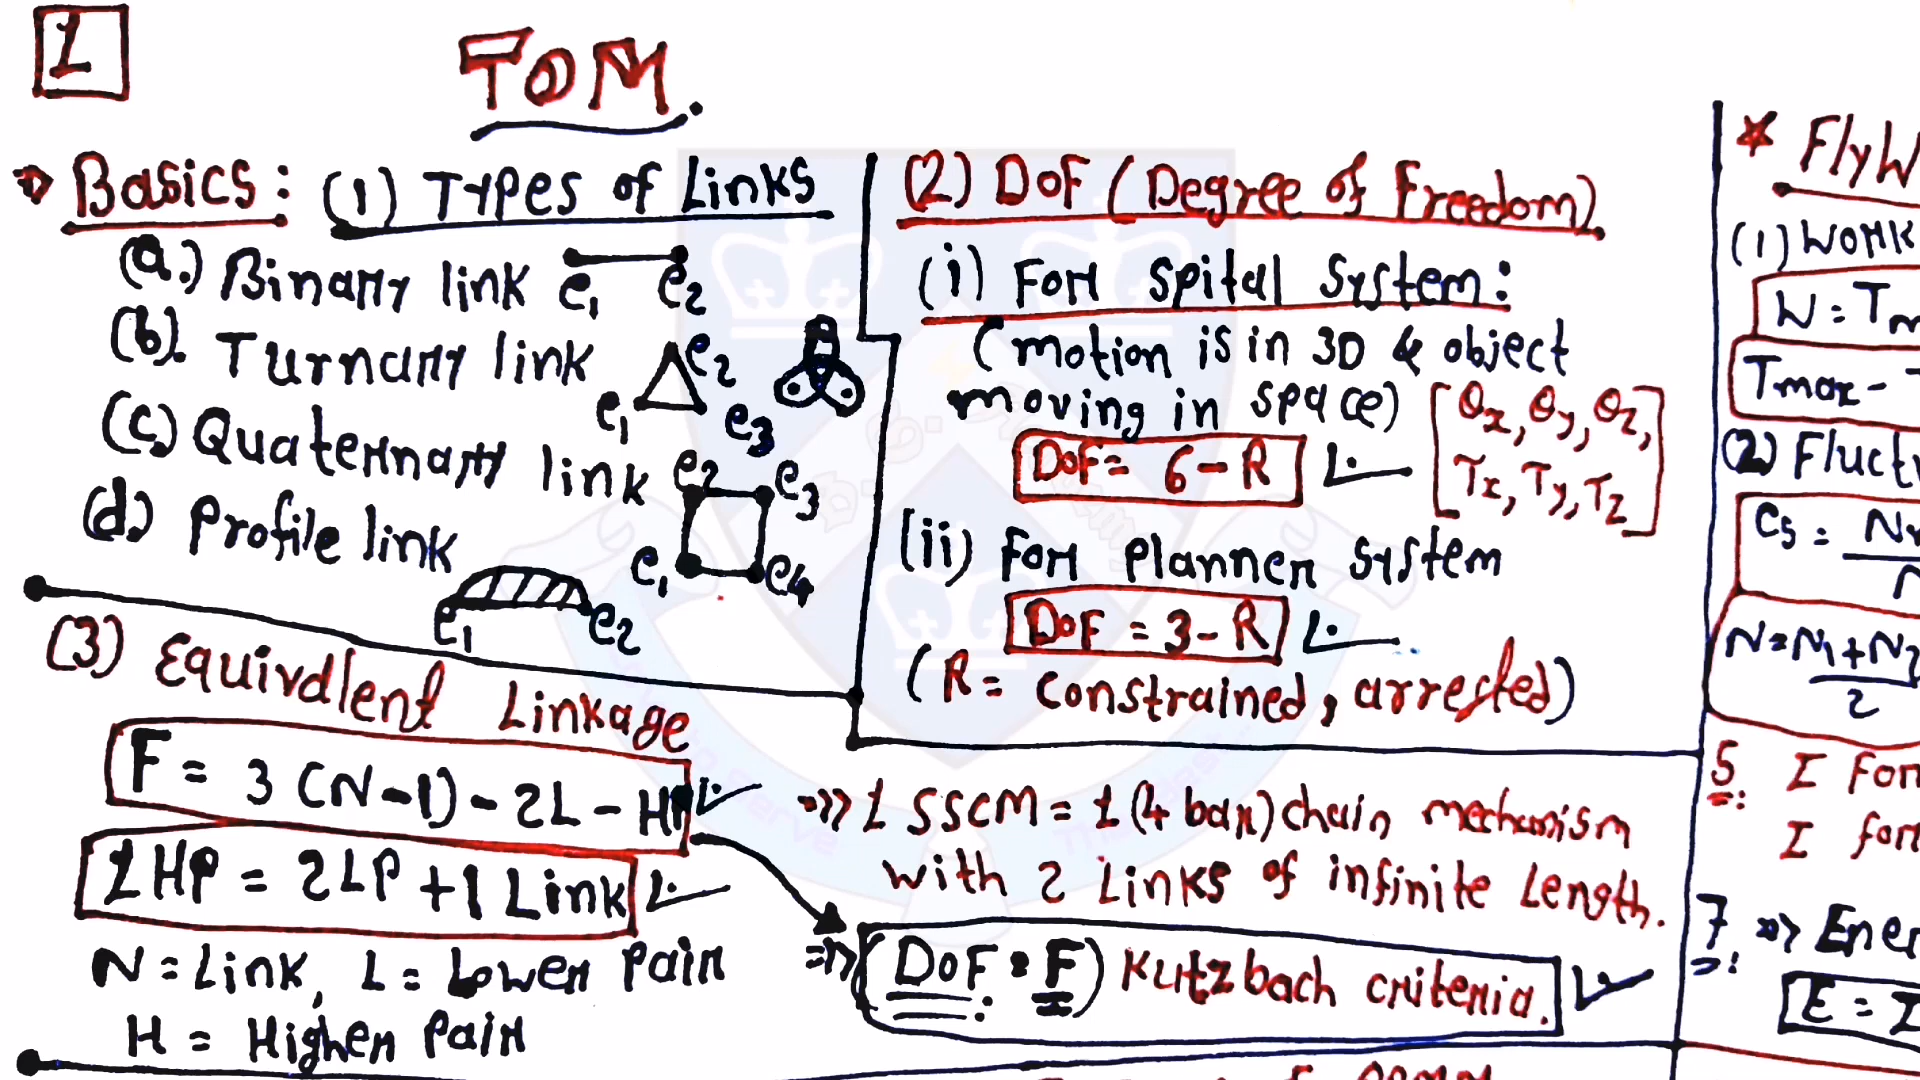 1
TOM.
Basics: (1) Types of Links
(a.) Binary link e1 e2
(b). Turnary link e1 e2 e3
(c.) Quaternary link e1 e2 e3 e4
(d.) Profile link e1 e2
(2) DOF (Degree of Freedom)
(i) For Spital System:
(motion is in 3D & object
moving in space)
DoF = 6 - R
[θx, θy, θz,
Tx, Ty, Tz]
(ii) For Planner System
DoF = 3 - R
(R = constrained, arrested)
(3) Equivalent Linkage
F = 3 (N-1) - 2L - H
1 HP = 2LP + 1 Link
N = Link, L = Lower Pair
H = Higher Pair
1 SSCM = 1 (4 bar) chain mechanism
with 2 Links of infinite Length.
(DoF = F) Kutzbach criteria.
* FlyW
(1) Work
W = Tm
Tmax -
(2) Fluctu
Cs =
N = N1 + N2
2
5: I For
I for
7: Ener
E = I